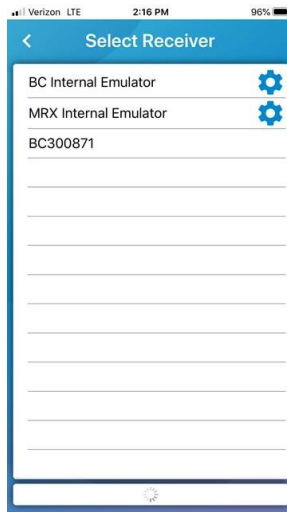 Verizon LTE 2:16 PM 96%
Select Receiver
BC Internal Emulator
MRX Internal Emulator
BC300871